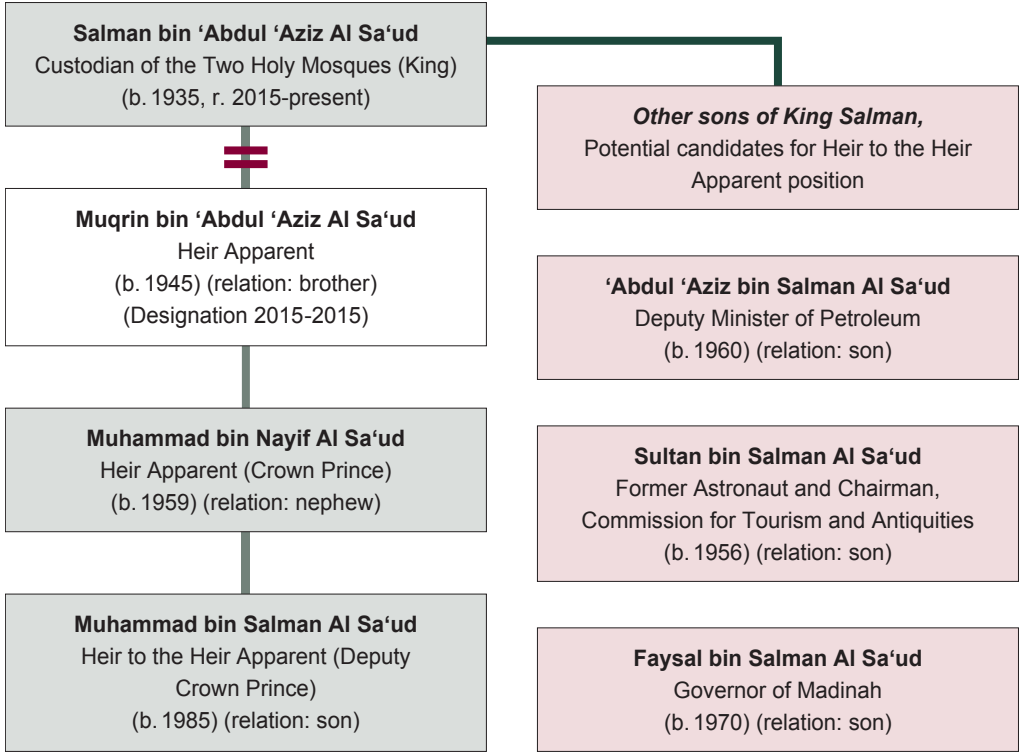 Salman bin ‘Abdul ‘Aziz Al Sa‘ud
Custodian of the Two Holy Mosques (King)
(b. 1935, r. 2015-present)
Muqrin bin ‘Abdul ‘Aziz Al Sa‘ud
Heir Apparent
(b. 1945) (relation: brother)
(Designation 2015-2015)
Muhammad bin Nayif Al Sa‘ud
Heir Apparent (Crown Prince)
(b. 1959) (relation: nephew)
Muhammad bin Salman Al Sa‘ud
Heir to the Heir Apparent (Deputy
Crown Prince)
(b. 1985) (relation: son)
Other sons of King Salman,
Potential candidates for Heir to the Heir
Apparent position
‘Abdul ‘Aziz bin Salman Al Sa‘ud
Deputy Minister of Petroleum
(b. 1960) (relation: son)
Sultan bin Salman Al Sa‘ud
Former Astronaut and Chairman,
Commission for Tourism and Antiquities
(b. 1956) (relation: son)
Faysal bin Salman Al Sa‘ud
Governor of Madinah
(b. 1970) (relation: son)